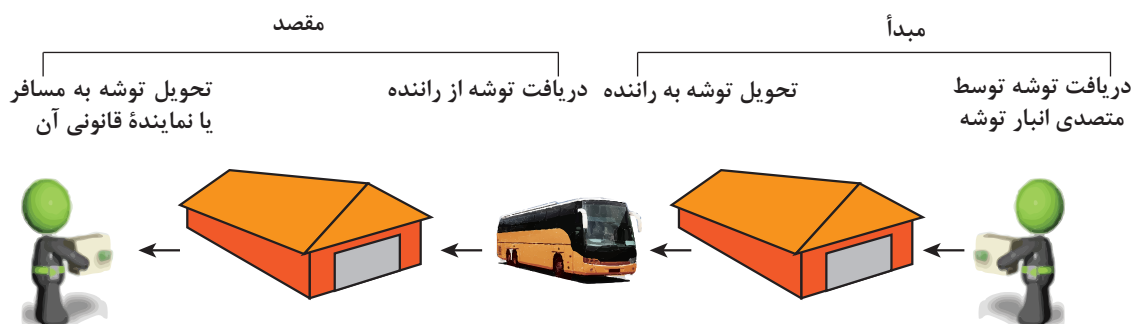 مبدأ
مقصد
دریافت توشه توسط
متصدی انبار توشه
تحویل توشه به راننده
دریافت توشه از راننده
تحویل توشه به مسافر
یا نمایندهٔ قانونی آن